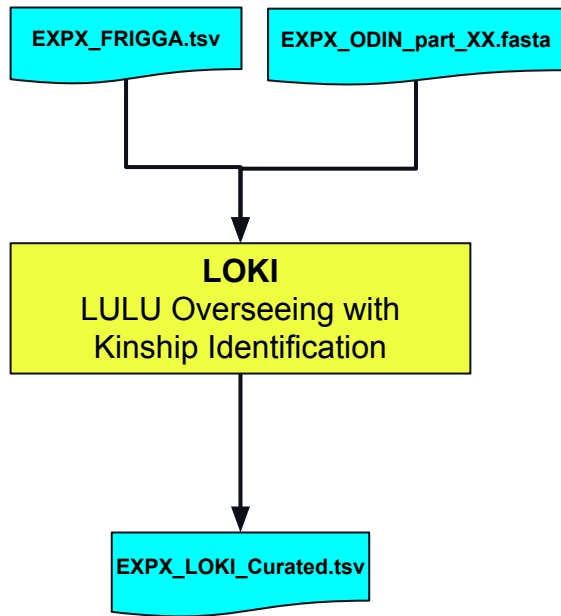 EXPX_FRIGGA.tsv
EXPX_ODIN_part_XX.fasta
LOKI
LULU Overseeing with
Kinship Identification
EXPX_LOKI_Curated.tsv